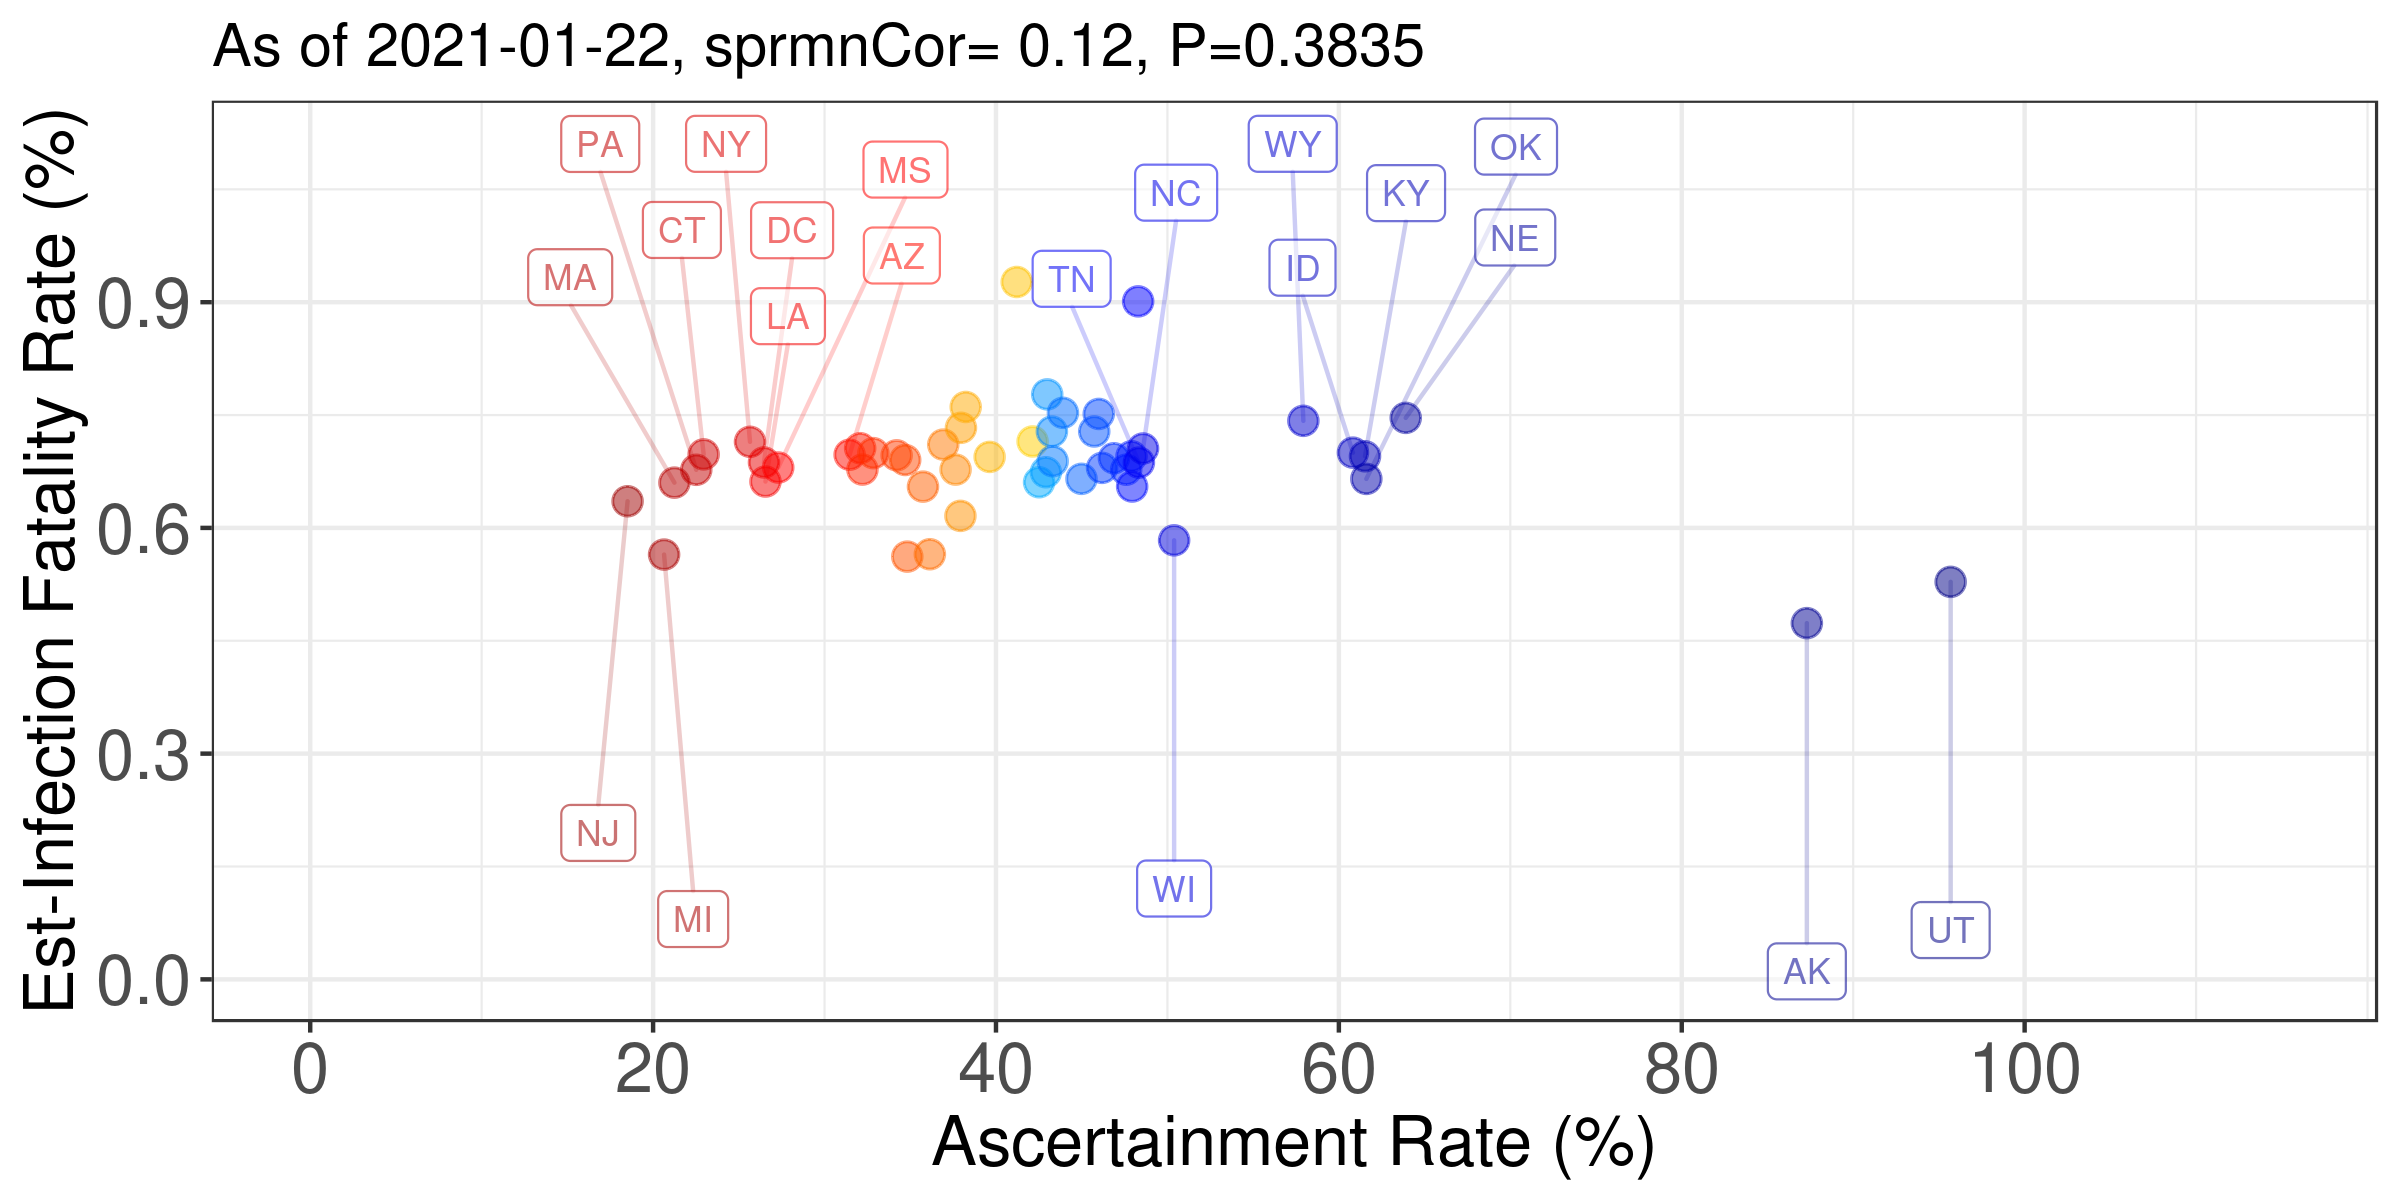 As of 2021-01-22, sprmnCor= 0.12, P=0.3835
Est-Infection Fatality Rate (%)
0.9
0.6
0.3
0.0
PA
NY
MS
WY
OK
NC
KY
CT
DC
AZ
NE
MA
TN
ID
LA
NJ
MI
WI
UT
AK
0
20
40
60
80
100
Ascertainment Rate (%)